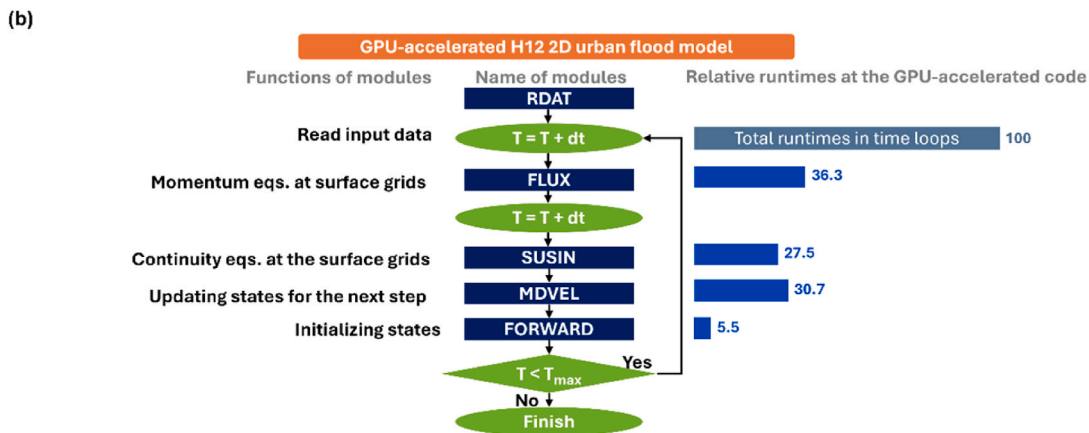 (b)
GPU-accelerated H12 2D urban flood model
Functions of modules Name of modules Relative runtimes at the GPU-accelerated code
RDAT
Read input data T = T + dt Total runtimes in time loops 100
Momentum eqs. at surface grids FLUX 36.3
T = T + dt
Continuity eqs. at the surface grids SUSIN 27.5
Updating states for the next step MDVEL 30.7
Initializing states FORWARD 5.5
Yes
T < Tmax
No
Finish